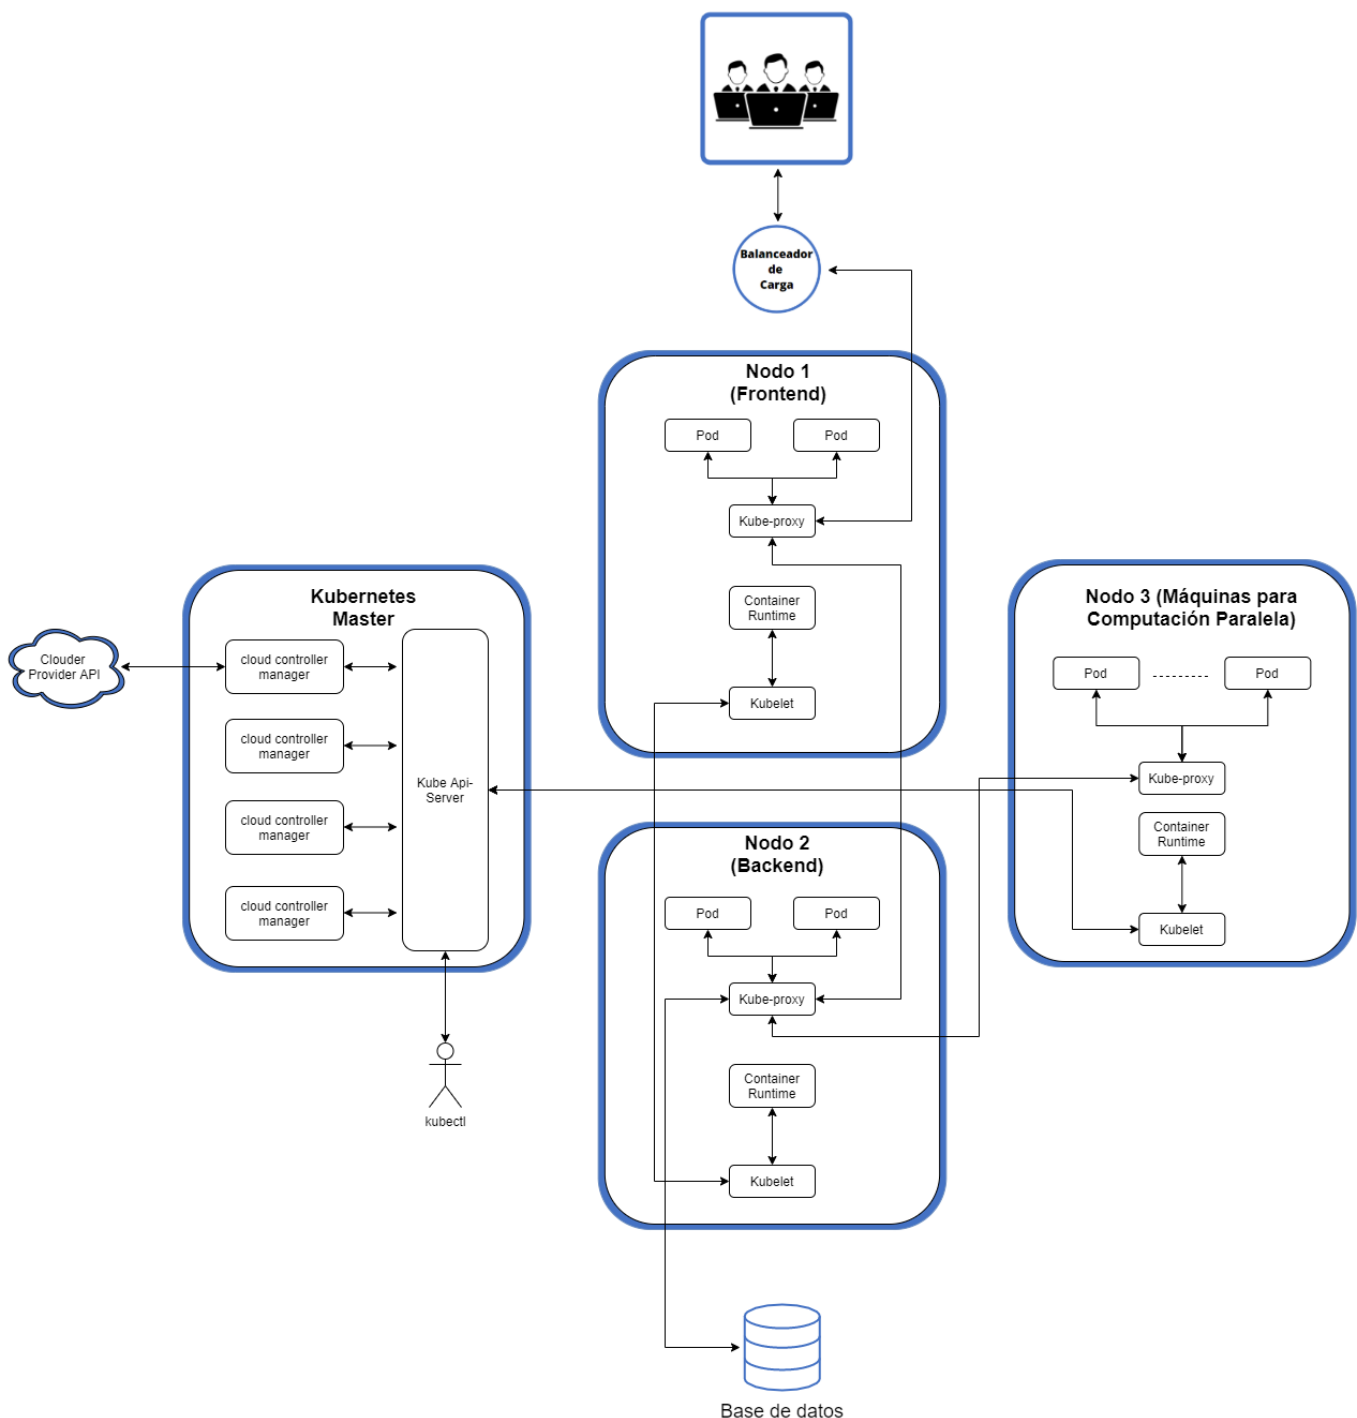 Balanceador
de
Carga
Nodo 1
(Frontend)
Pod
Pod
Kube-proxy
Container
Runtime
Kubelet
Kubernetes
Master
Clouder
Provider API
cloud controller
manager
cloud controller
manager
cloud controller
manager
cloud controller
manager
Kube Api-
Server
kubectl
Nodo 3 (Máquinas para
Computación Paralela)
Pod
Pod
Kube-proxy
Container
Runtime
Kubelet
Nodo 2
(Backend)
Pod
Pod
Kube-proxy
Container
Runtime
Kubelet
Base de datos